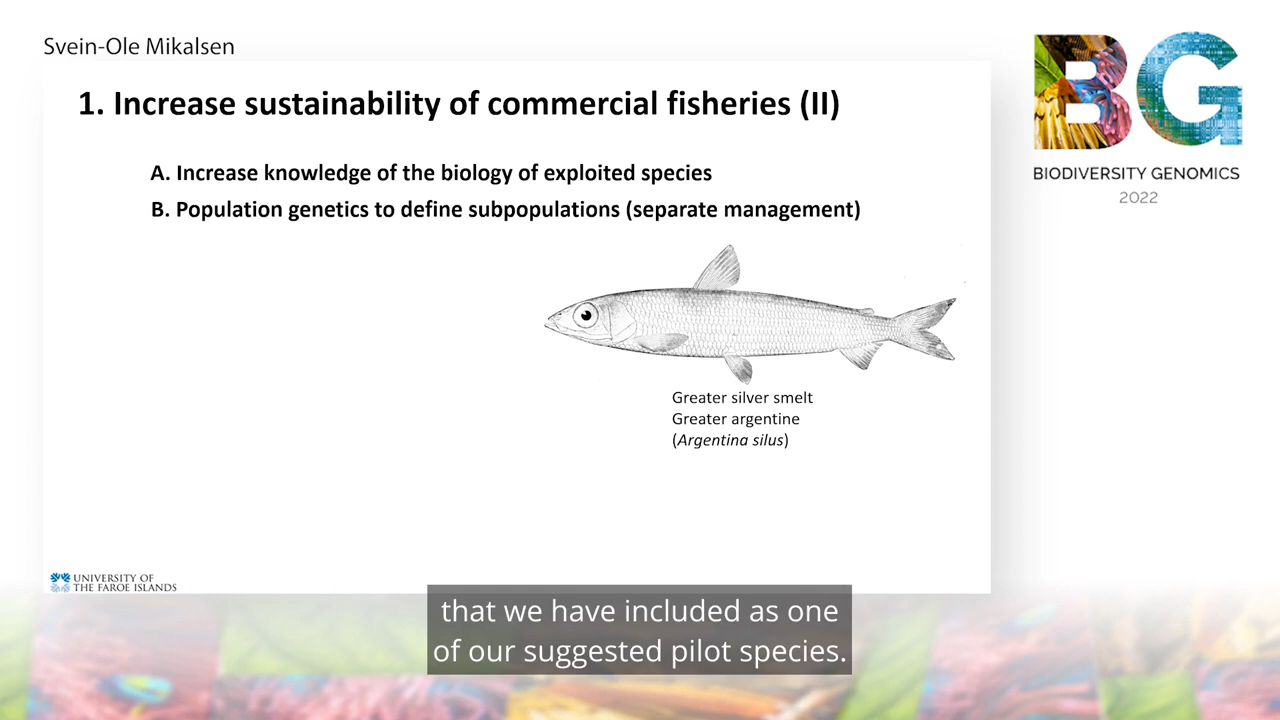 Svein-Ole Mikalsen
1. Increase sustainability of commercial fisheries (II)
A. Increase knowledge of the biology of exploited species
B. Population genetics to define subpopulations (separate management)
Greater silver smelt
Greater argentine
(Argentina silus)
UNIVERSITY OF
THE FAROE ISLANDS
BG
BIODIVERSITY GENOMICS
2022
that we have included as one
of our suggested pilot species.